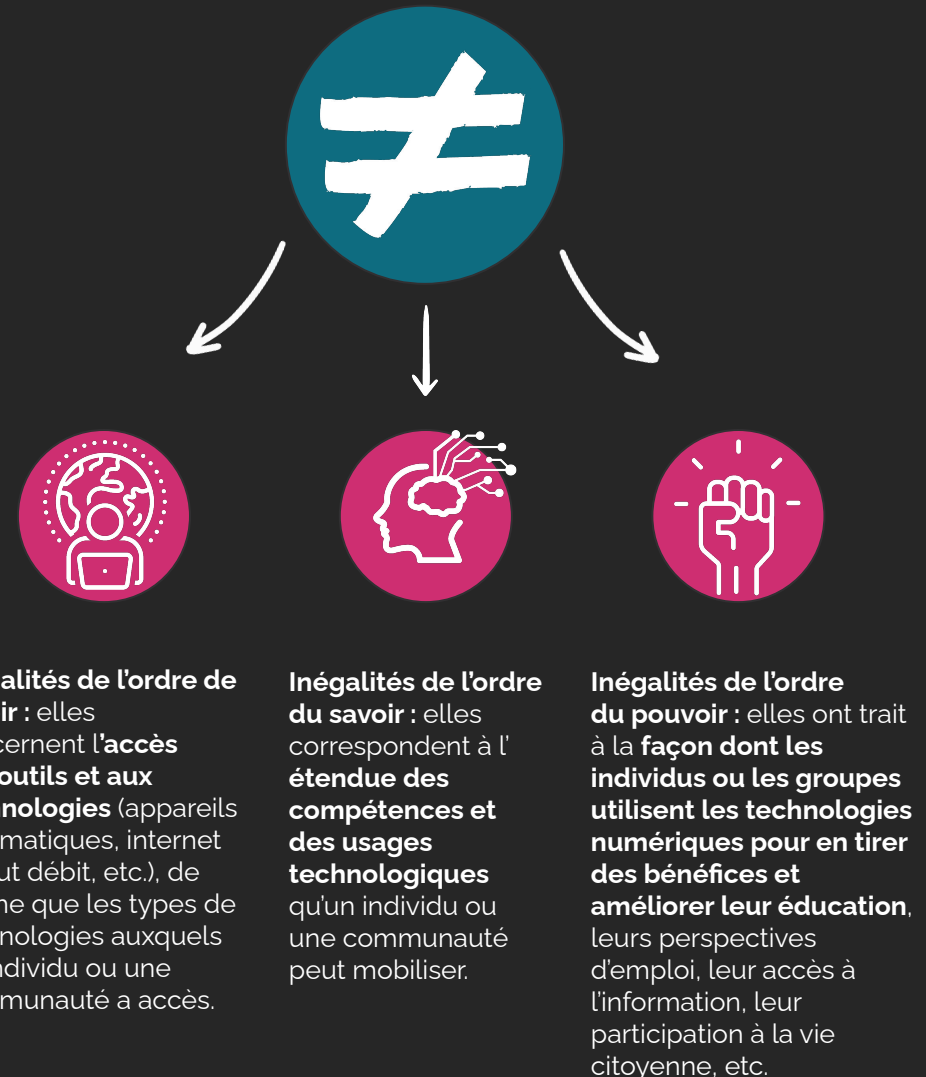 ≠
alités de l’ordre de
ir : elles
cernent l’accès
outils et aux
nologies (appareils
matiques, internet
ut débit, etc.), de
ne que les types de
nologies auxquels
ndividu ou une
munauté a accès.
Inégalités de l’ordre
du savoir : elles
correspondent à l’
étendue des
compétences et
des usages
technologiques
qu’un individu ou
une communauté
peut mobiliser.
Inégalités de l’ordre
du pouvoir : elles ont trait
à la façon dont les
individus ou les groupes
utilisent les technologies
numériques pour en tirer
des bénéfices et
améliorer leur éducation,
leurs perspectives
d’emploi, leur accès à
l’information, leur
participation à la vie
citoyenne, etc.